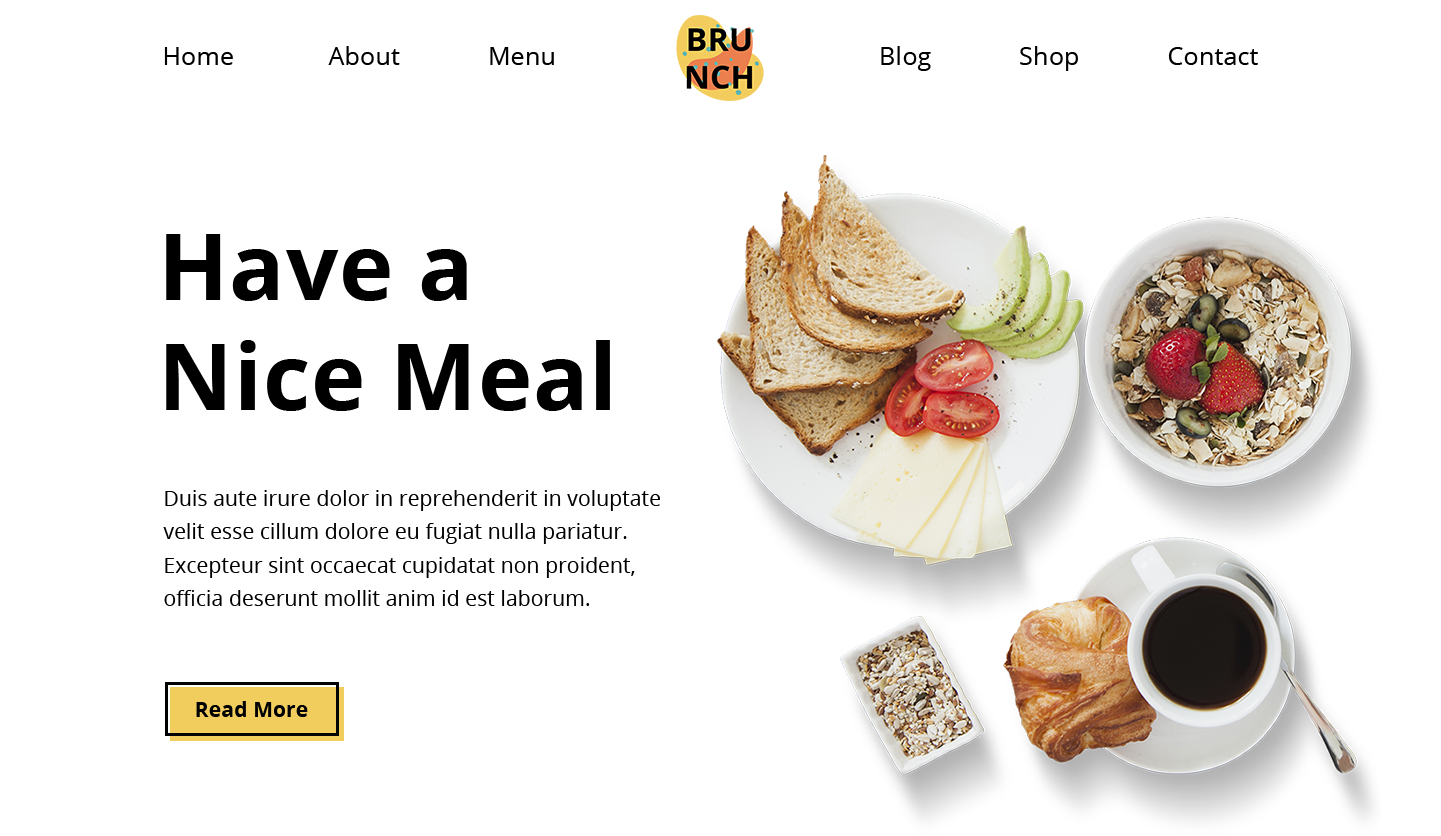 Home About Menu BRU NCH Blog Shop Contact
Have a
Nice Meal
Duis aute irure dolor in reprehenderit in voluptate
velit esse cillum dolore eu fugiat nulla pariatur.
Excepteur sint occaecat cupidatat non proident,
officia deserunt mollit anim id est laborum.
Read More